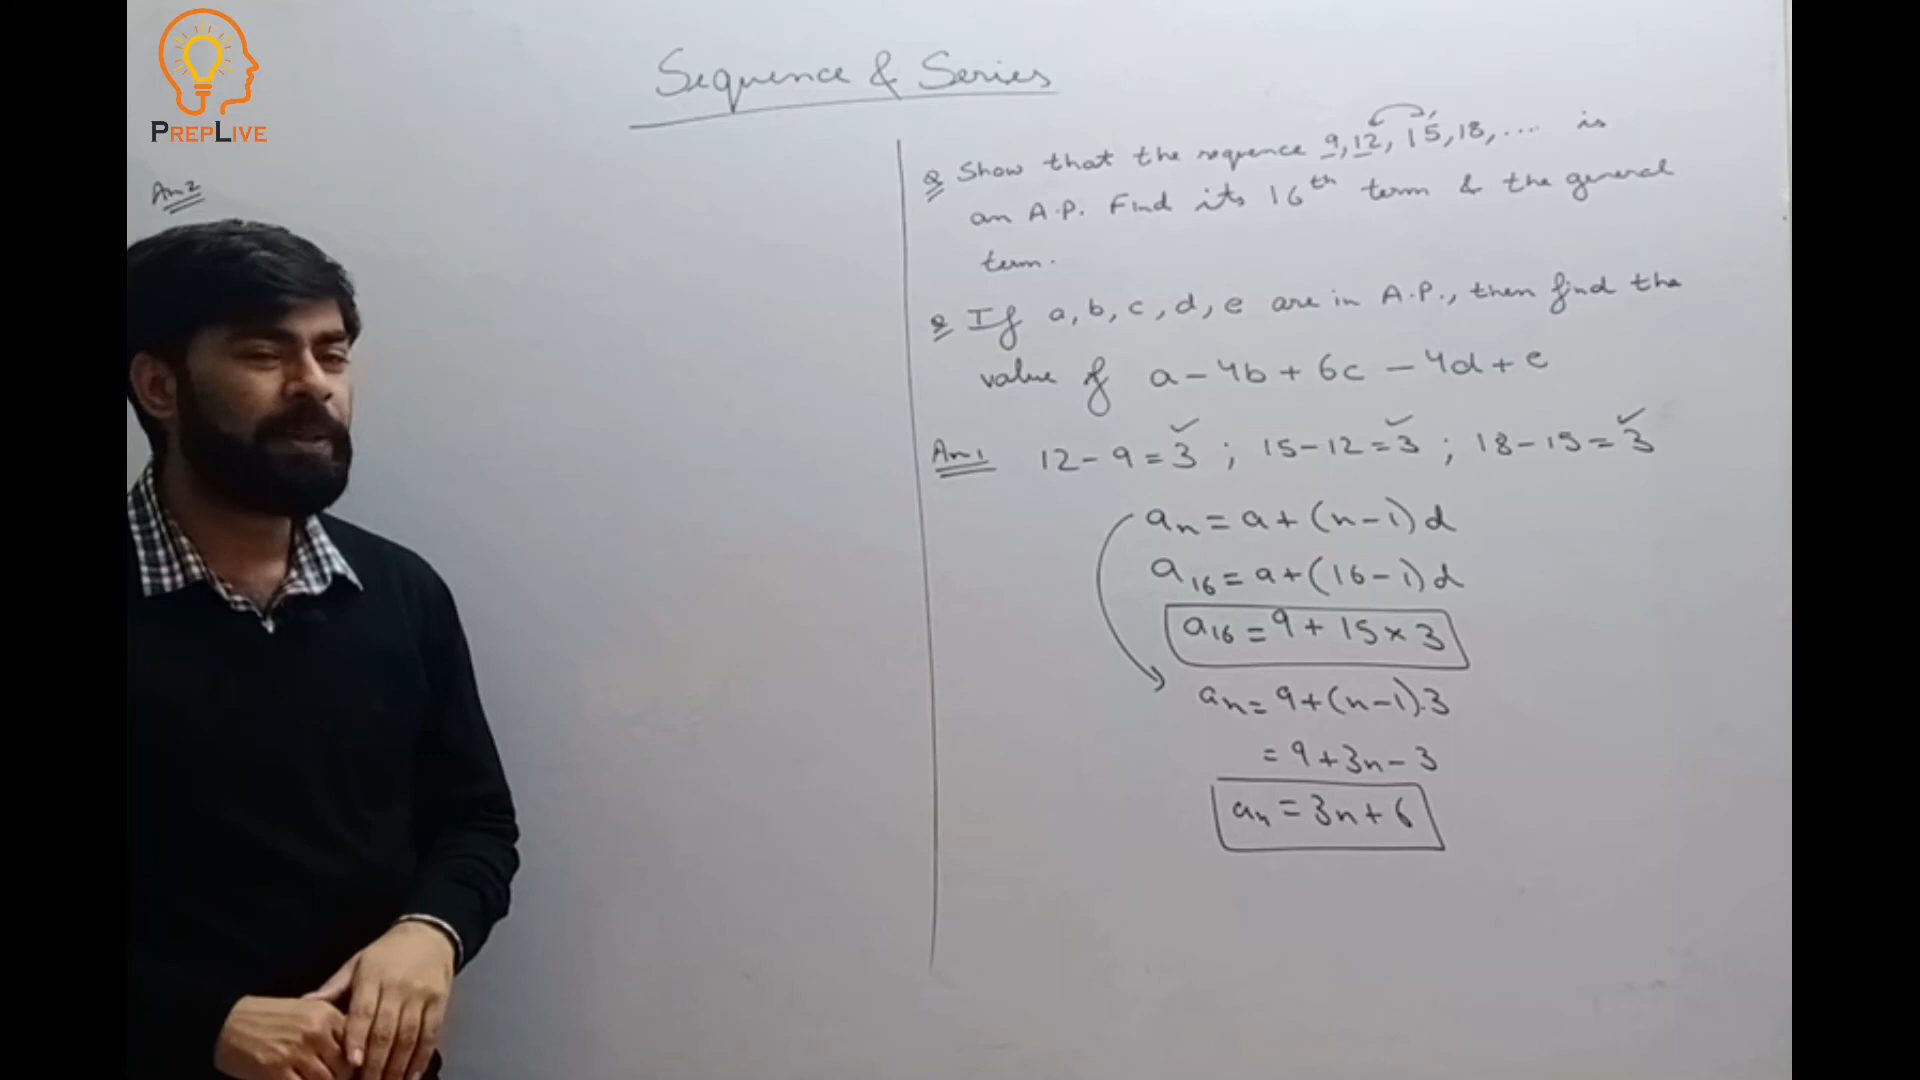 PREPLIVE
Sequence & Series
Q Show that the sequence 9, 12, 15, 18, .... is
an A.P. Find its 16th term & the general
term.
Q If a, b, c, d, e are in A.P., then find the
value of a - 4b + 6c - 4d + e
Ans 1 12 - 9 = 3 ; 15 - 12 = 3 ; 18 - 15 = 3
an = a + (n - 1) d
a16 = a + (16 - 1) d
a16 = 9 + 15 × 3
an = 9 + (n - 1).3
= 9 + 3n - 3
an = 3n + 6
Ans 2